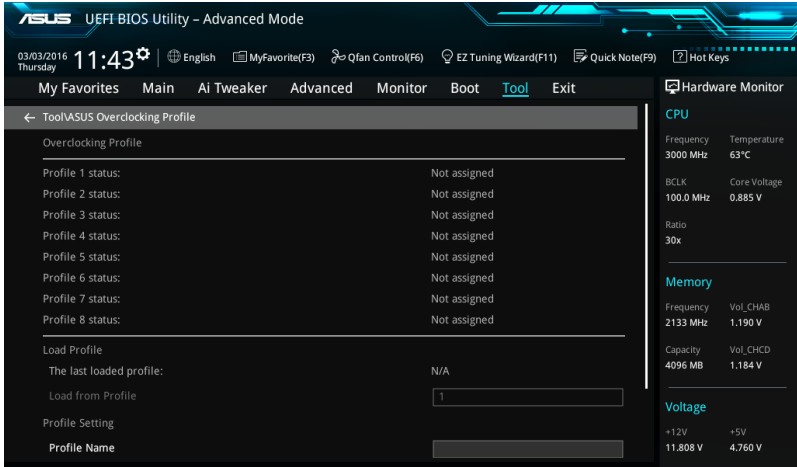 ASUS UEFI BIOS Utility – Advanced Mode
03/03/2016 Thursday 11:43 English MyFavorite(F3) Qfan Control(F6) EZ Tuning Wizard(F11) Quick Note(F9) ? Hot Keys
My Favorites Main Ai Tweaker Advanced Monitor Boot Tool Exit
← Tool\ASUS Overclocking Profile
Overclocking Profile
Profile 1 status: Not assigned
Profile 2 status: Not assigned
Profile 3 status: Not assigned
Profile 4 status: Not assigned
Profile 5 status: Not assigned
Profile 6 status: Not assigned
Profile 7 status: Not assigned
Profile 8 status: Not assigned
Load Profile
The last loaded profile: N/A
Load from Profile 1
Profile Setting
Profile Name
Hardware Monitor
CPU
Frequency Temperature
3000 MHz 63°C
BCLK Core Voltage
100.0 MHz 0.885 V
Ratio
30x
Memory
Frequency Vol_CHAB
2133 MHz 1.190 V
Capacity Vol_CHCD
4096 MB 1.184 V
Voltage
+12V +5V
11.808 V 4.760 V